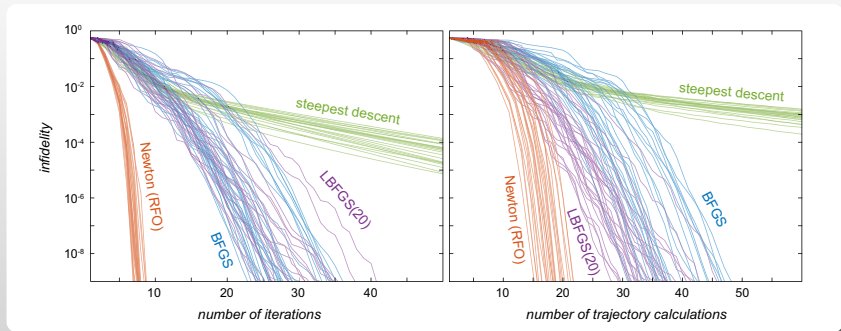 10⁰
10⁻²
10⁻⁴
10⁻⁶
10⁻⁸
infidelity
steepest descent
Newton (RFO)
LBFGS(20)
BFGS
10
20
30
40
number of iterations
steepest descent
Newton (RFO)
LBFGS(20)
BFGS
10
20
30
40
50
number of trajectory calculations